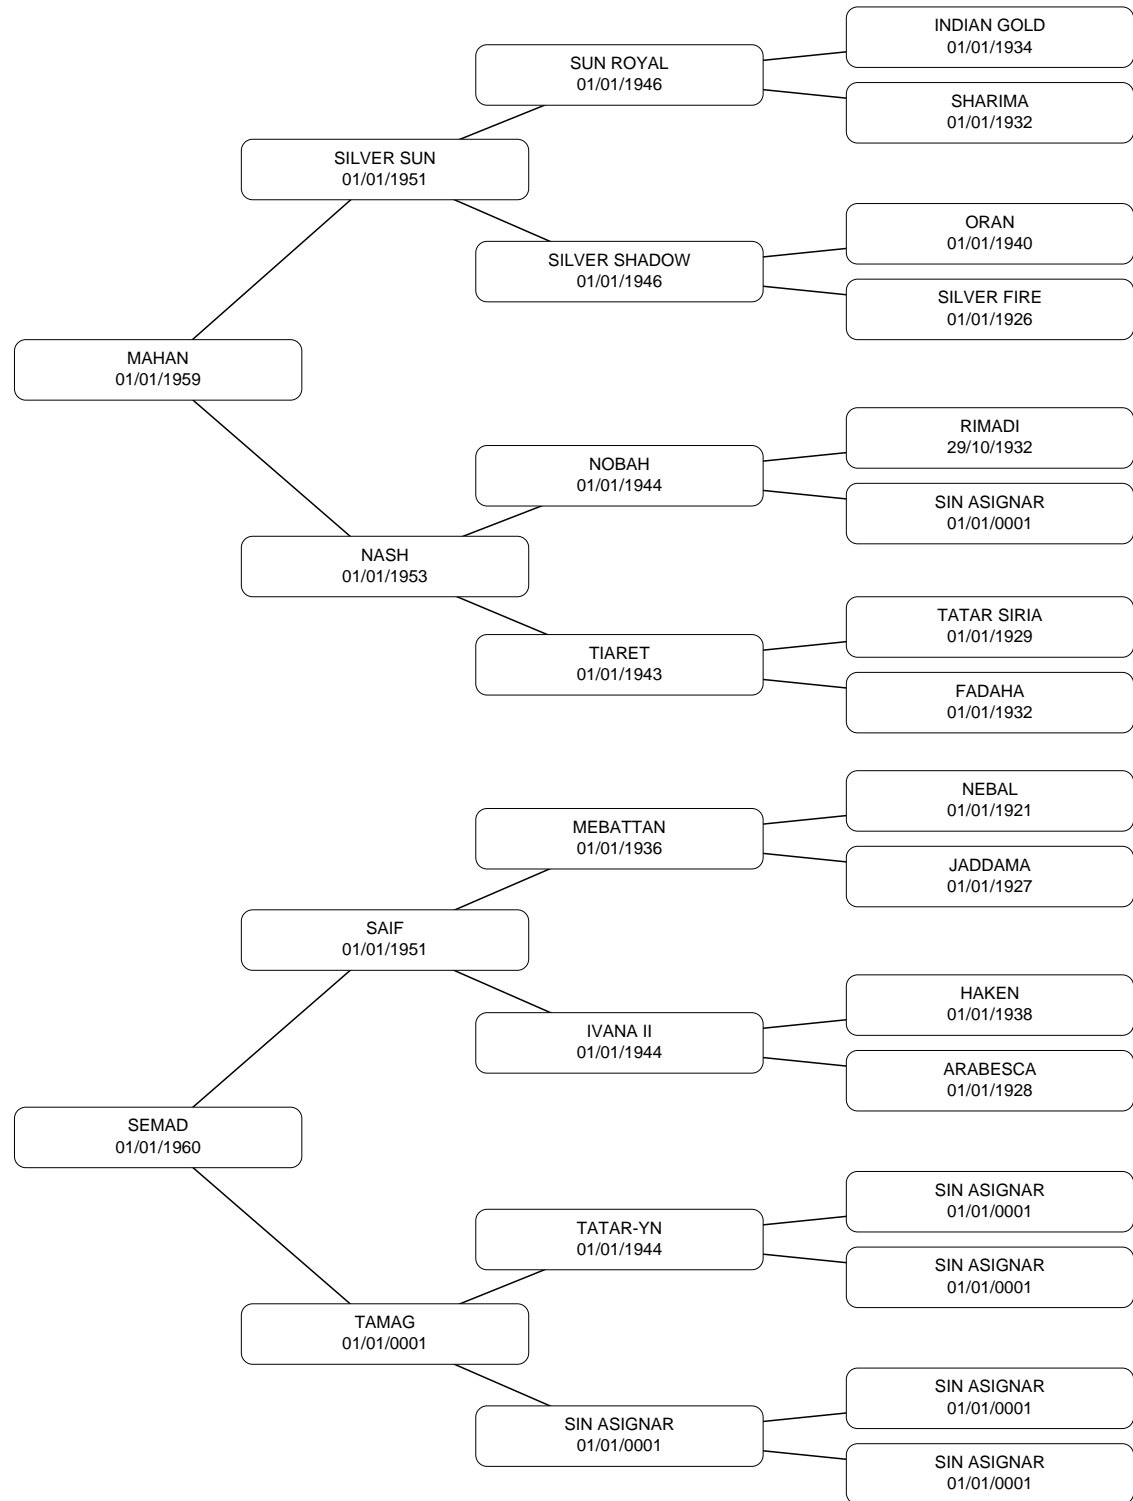 INDIAN GOLD
01/01/1934
SUN ROYAL
01/01/1946
SHARIMA
01/01/1932
SILVER SUN
01/01/1951
ORAN
01/01/1940
SILVER SHADOW
01/01/1946
SILVER FIRE
01/01/1926
MAHAN
01/01/1959
RIMADI
29/10/1932
NOBAH
01/01/1944
SIN ASIGNAR
01/01/0001
NASH
01/01/1953
TATAR SIRIA
01/01/1929
TIARET
01/01/1943
FADAHA
01/01/1932
NEBAL
01/01/1921
MEBATTAN
01/01/1936
JADDAMA
01/01/1927
SAIF
01/01/1951
HAKEN
01/01/1938
IVANA II
01/01/1944
ARABESCA
01/01/1928
SEMAD
01/01/1960
SIN ASIGNAR
01/01/0001
TATAR-YN
01/01/1944
SIN ASIGNAR
01/01/0001
TAMAG
01/01/0001
SIN ASIGNAR
01/01/0001
SIN ASIGNAR
01/01/0001
SIN ASIGNAR
01/01/0001